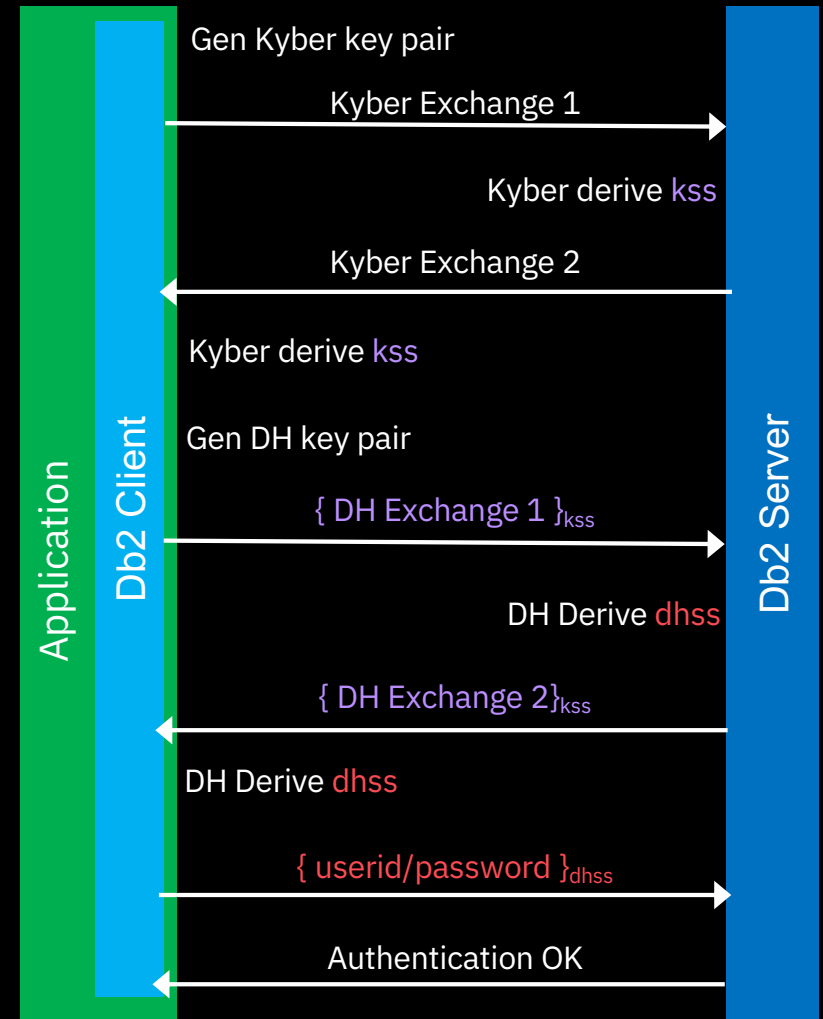 Gen Kyber key pair
Kyber Exchange 1
Kyber derive kss
Kyber Exchange 2
Kyber derive kss
Gen DH key pair
{ DH Exchange 1 }kss
DH Derive dhss
{ DH Exchange 2}kss
DH Derive dhss
{ userid/password }dhss
Authentication OK
Application
Db2 Client
Db2 Server